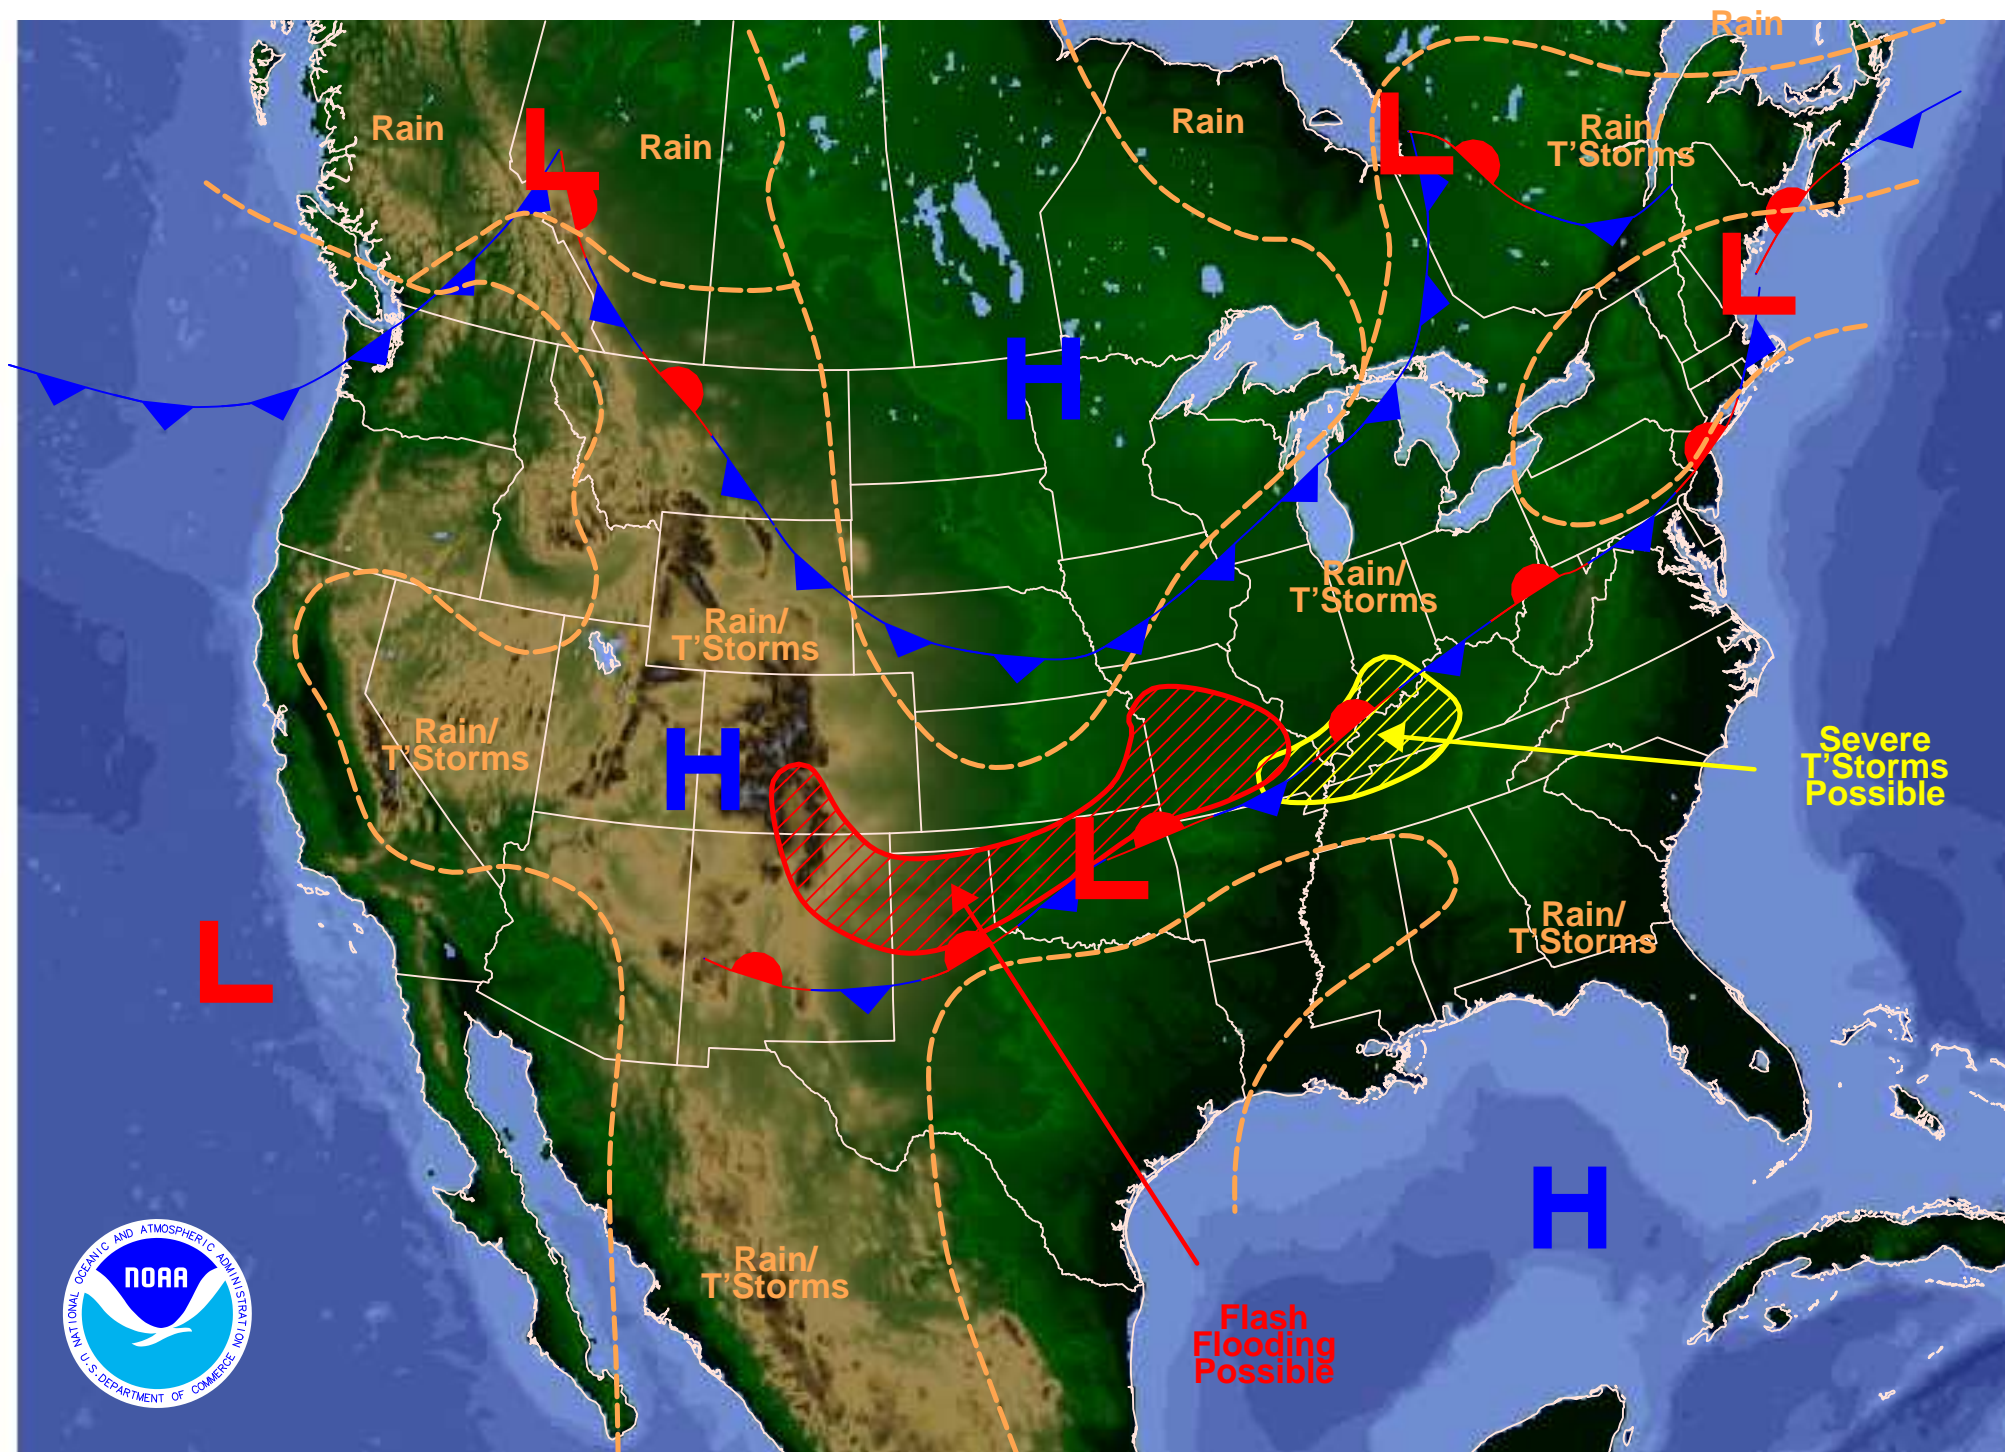 Rain
Rain
Rain
Rain
Rain
T'Storms
L
L
L
H
Rain/
T'Storms
Rain/
T'Storms
Rain/
T'Storms
H
Severe
T'Storms
Possible
L
Rain/
T'Storms
L
H
Rain/
T'Storms
Flash
Flooding
Possible
NATIONAL OCEANIC AND ATMOSPHERIC ADMINISTRATION
NOAA
U.S. DEPARTMENT OF COMMERCE